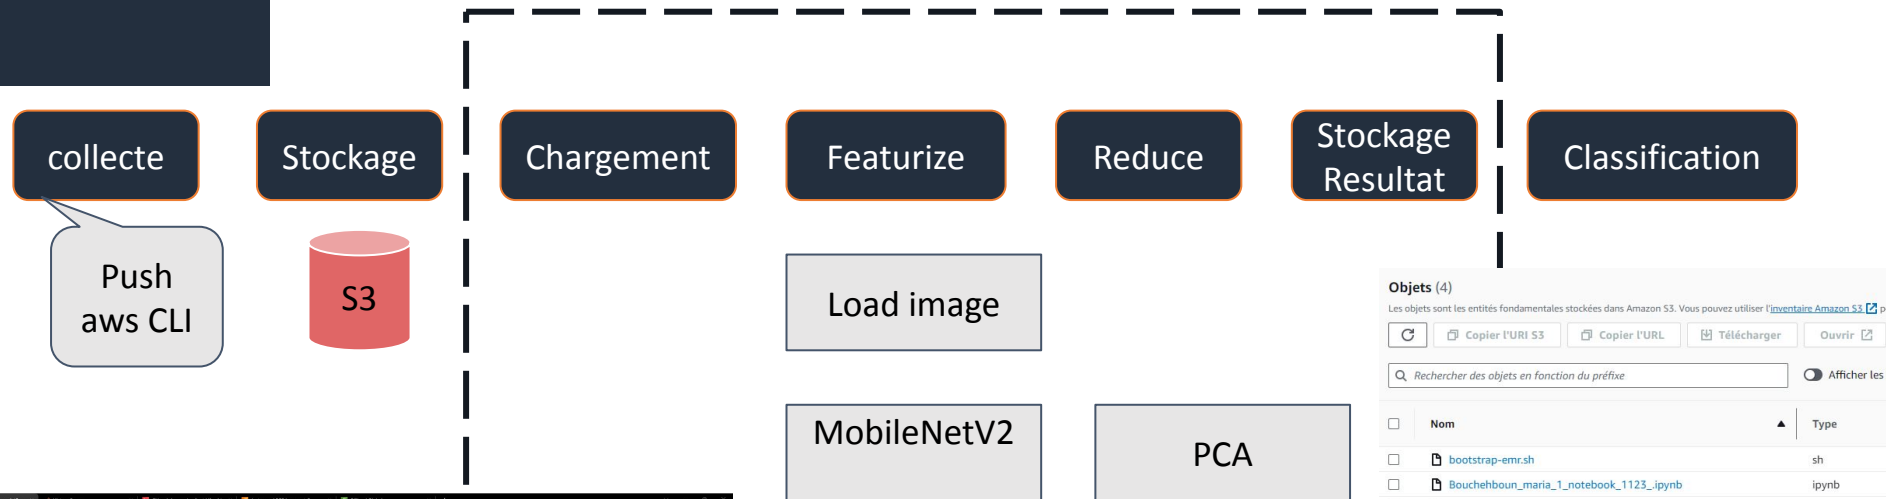 collecte
Stockage
Chargement
Featurize
Reduce
Stockage
Resultat
Classification
Push
aws CLI
S3
Load image
MobileNetV2
PCA
Objets (4)
Les objets sont les entités fondamentales stockées dans Amazon S3. Vous pouvez utiliser l'inventaire Amazon S3 p
Copier l'URI S3
Copier l'URL
Télécharger
Ouvrir
Rechercher des objets en fonction du préfixe
Afficher les
Nom
Type
bootstrap-emr.sh
sh
Bouchehboun_maria_1_notebook_1123_.ipynb
ipynb